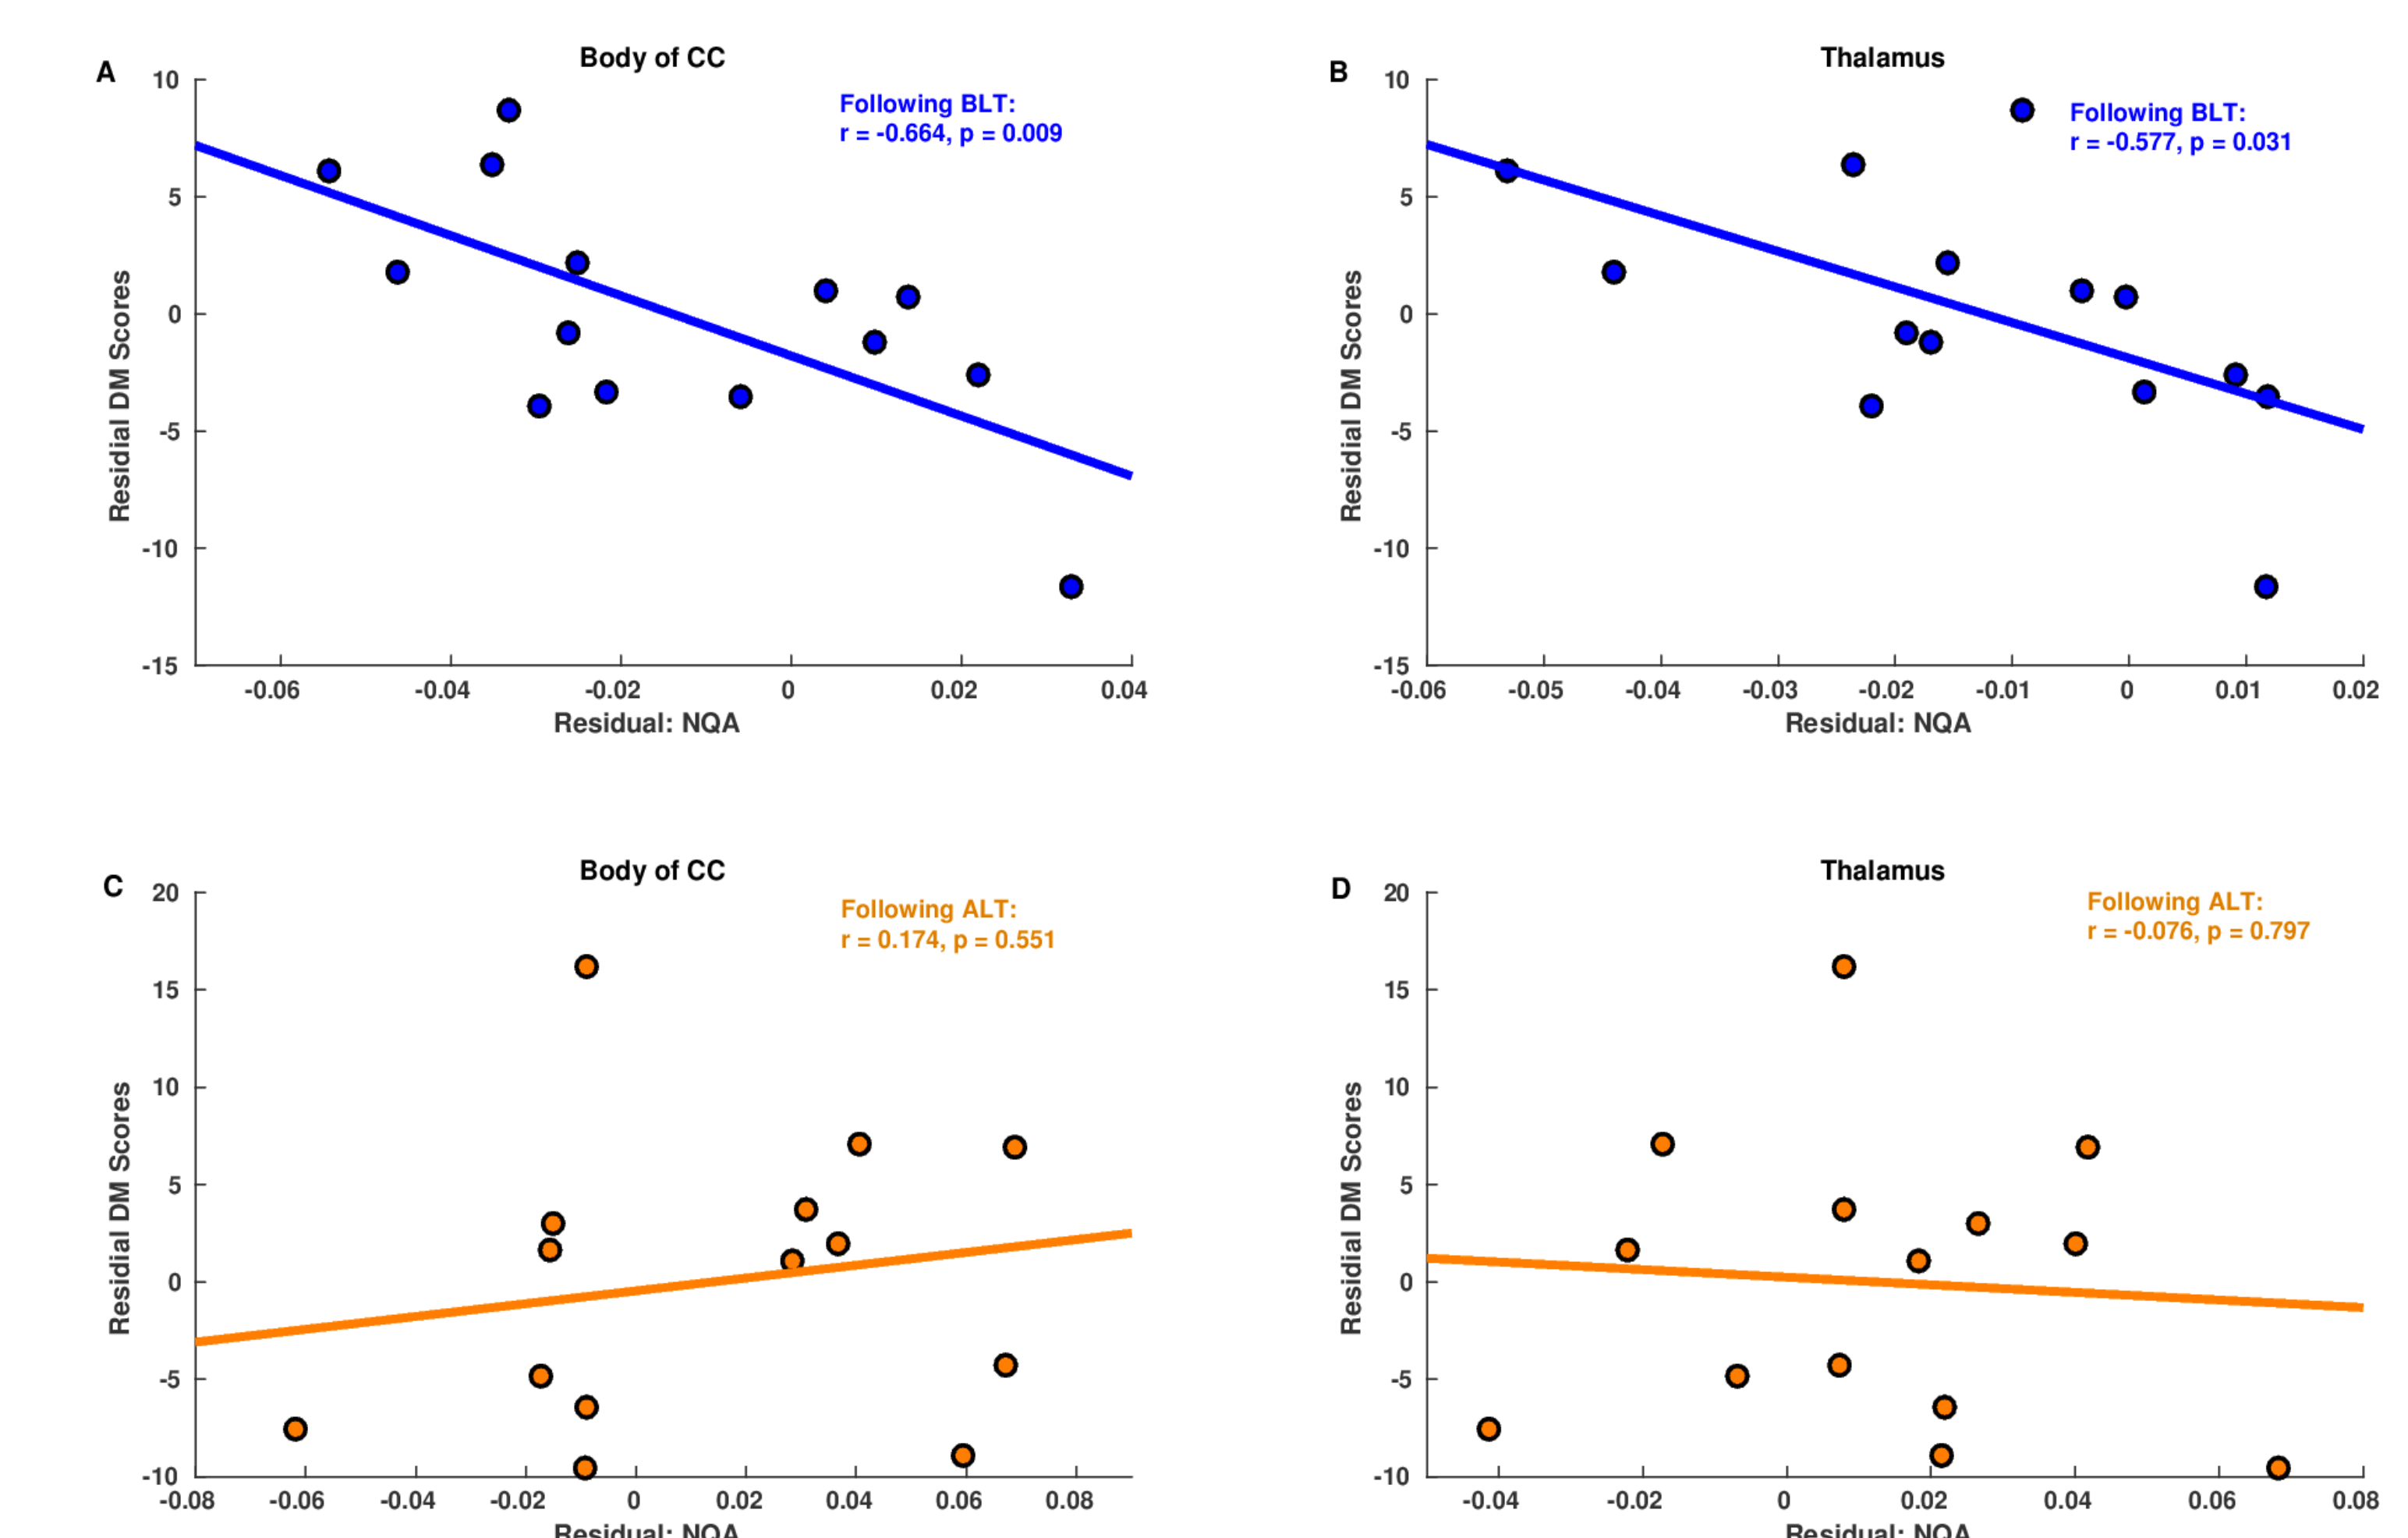 A
Body of CC
Following BLT:
r = -0.664, p = 0.009
Residial DM Scores
10
5
0
-5
-10
-15
-0.06
-0.04
-0.02
0
0.02
0.04
Residual: NQA
B
Thalamus
Following BLT:
r = -0.577, p = 0.031
Residial DM Scores
10
5
0
-5
-10
-15
-0.06
-0.05
-0.04
-0.03
-0.02
-0.01
0
0.01
0.02
Residual: NQA
C
Body of CC
Following ALT:
r = 0.174, p = 0.551
Residial DM Scores
20
15
10
5
0
-5
-10
-0.08
-0.06
-0.04
-0.02
0
0.02
0.04
0.06
0.08
Residual: NQA
D
Thalamus
Following ALT:
r = -0.076, p = 0.797
Residial DM Scores
20
15
10
5
0
-5
-10
-0.04
-0.02
0
0.02
0.04
0.06
0.08
Residual: NQA